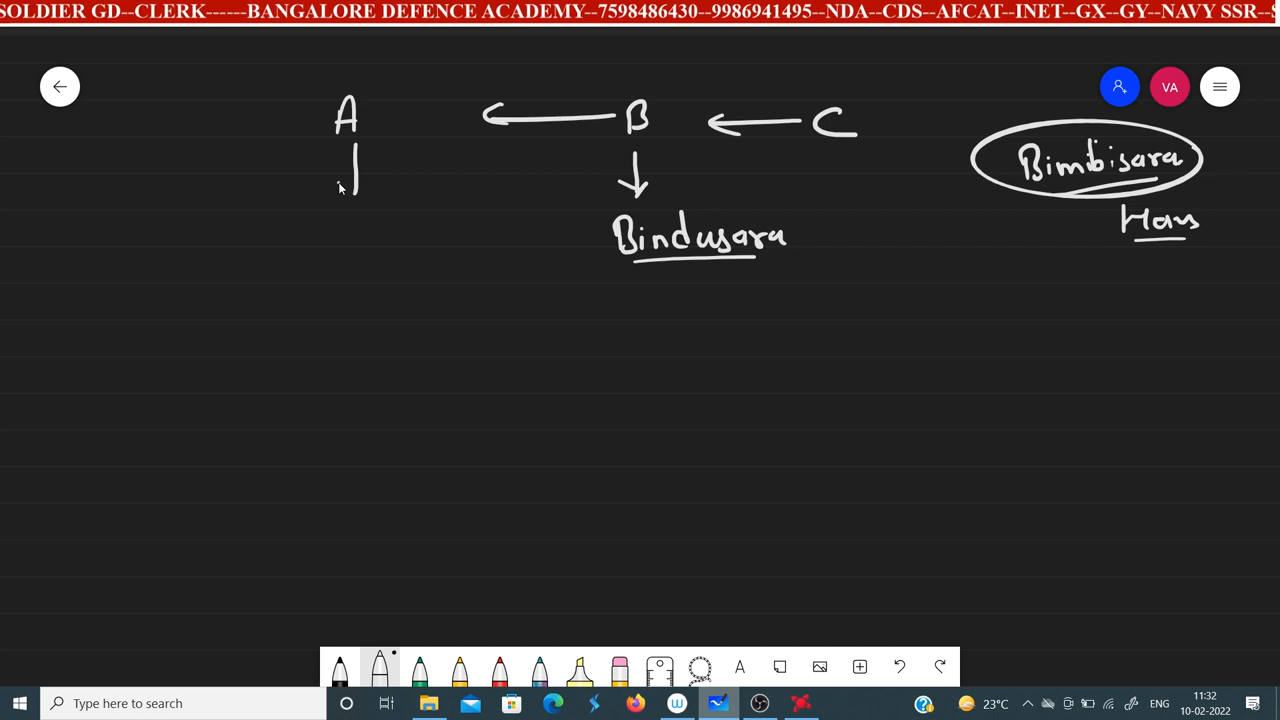 SOLDIER GD--CLERK------BANGALORE DEFENCE ACADEMY--7598486430--9986941495--NDA--CDS--AFCAT--INET--GX--GY--NAVY SSR--S
VA
A B C
Bimbisara
Bindusara
A
Type here to search
23°C
ENG
11:32
10-02-2022